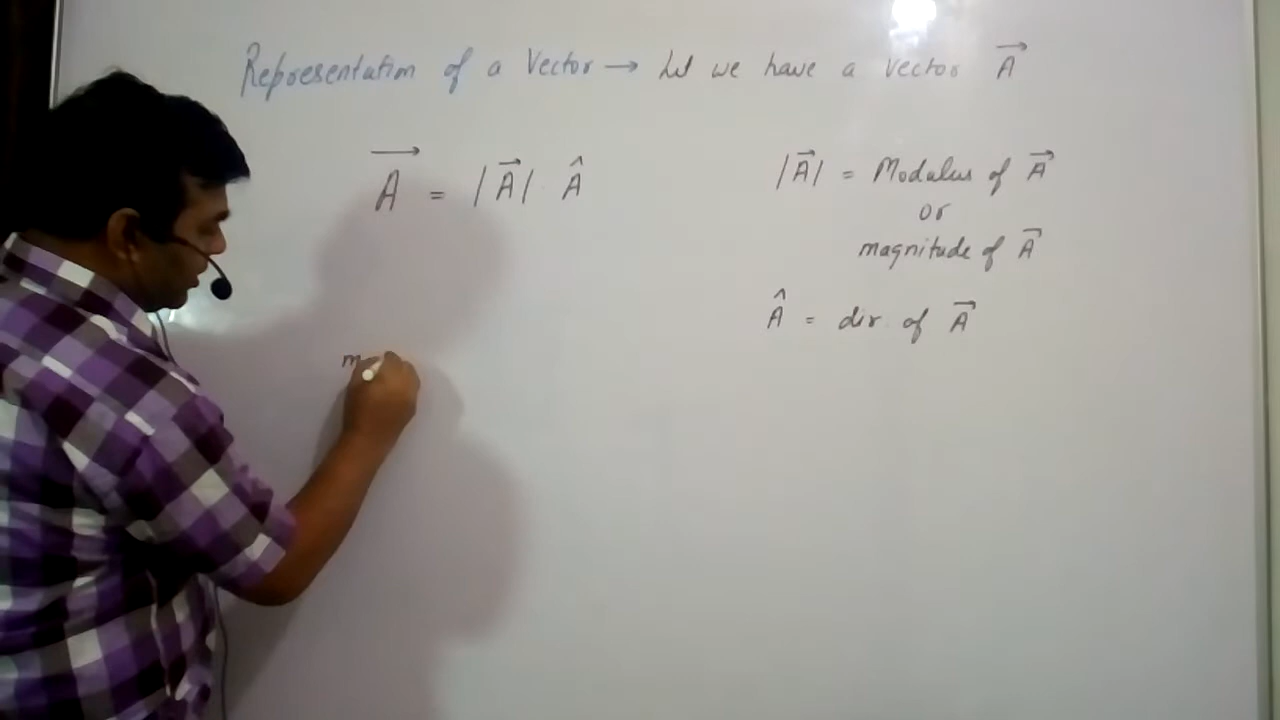 Representation of a Vector → Let we have a Vector A⃗
A⃗ = |A⃗| Â
|A⃗| = Modulus of A⃗
or
magnitude of A⃗
Â = dir. of A⃗
m